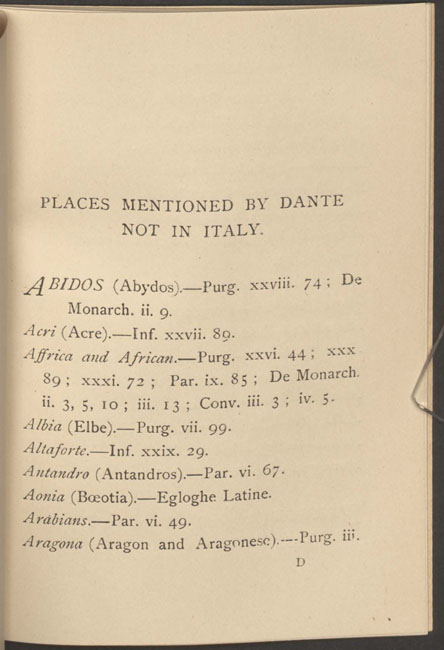 PLACES MENTIONED BY DANTE
NOT IN ITALY.
ABIDOS (Abydos).—Purg. xxviii. 74; De
Monarch. ii. 9.
Acri (Acre).—Inf. xxvii. 89.
Affrica and African.—Purg. xxvi. 44; xxx
89; xxxi. 72; Par. ix. 85; De Monarch.
ii. 3, 5, 10; iii. 13; Conv. iii. 3; iv. 5.
Albia (Elbe).—Purg. vii. 99.
Altaforte.—Inf. xxix. 29.
Antandro (Antandros).—Par. vi. 67.
Aonia (Bœotia).—Egloghe Latine.
Arabians.—Par. vi. 49.
Aragona (Aragon and Aragonese).—Purg. iii.
D